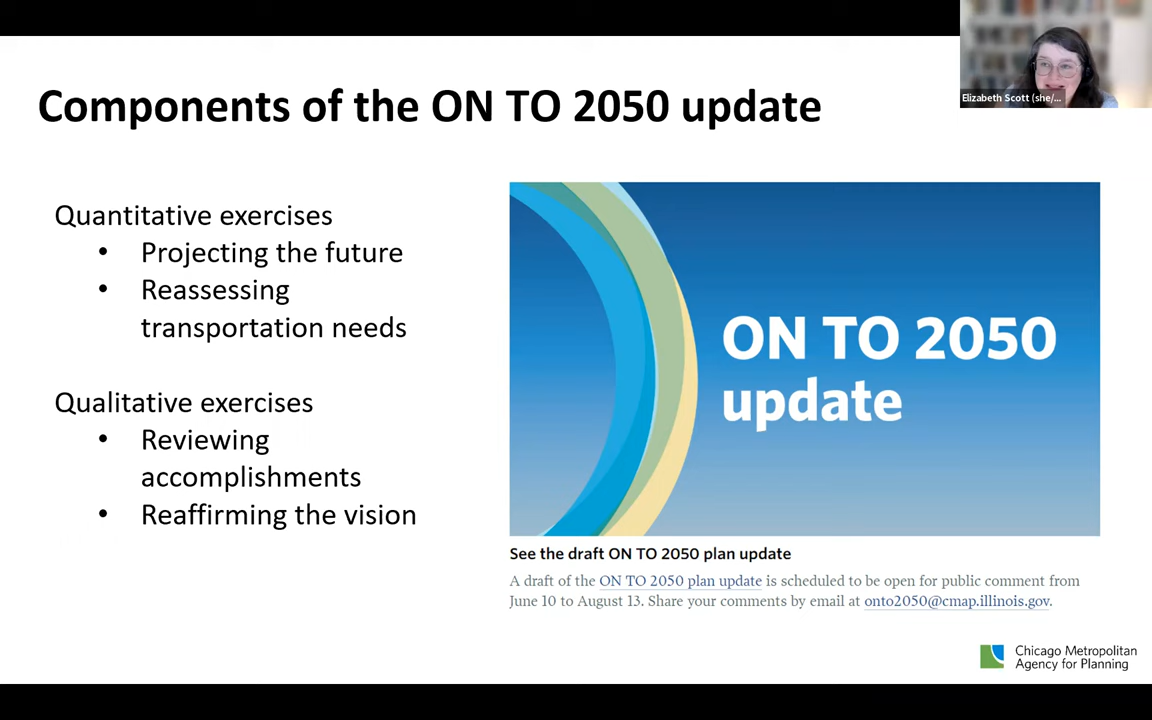 Elizabeth Scott (she/...
Components of the ON TO 2050 update
Quantitative exercises
• Projecting the future
• Reassessing
transportation needs
Qualitative exercises
• Reviewing
accomplishments
• Reaffirming the vision
ON TO 2050
update
See the draft ON TO 2050 plan update
A draft of the ON TO 2050 plan update is scheduled to be open for public comment from
June 10 to August 13. Share your comments by email at onto2050@cmap.illinois.gov.
Chicago Metropolitan
Agency for Planning